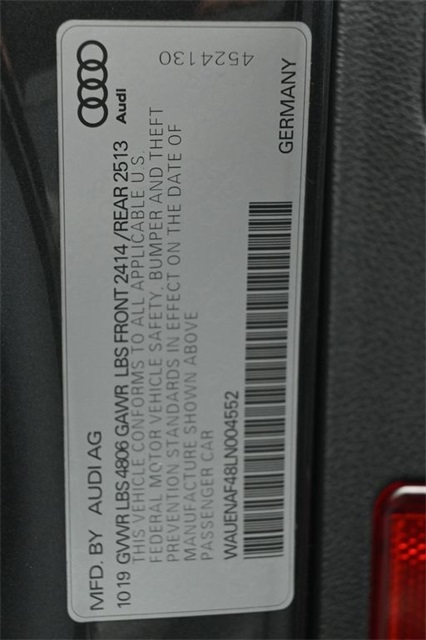 MFD. BY AUDI AG
Audi
1019 GVWR LBS 4806 GAWR LBS FRONT 2414 /REAR 2513
THIS VEHICLE CONFORMS TO ALL APPLICABLE U.S.
FEDERAL MOTOR VEHICLE SAFETY, BUMPER AND THEFT
PREVENTION STANDARDS IN EFFECT ON THE DATE OF
MANUFACTURE SHOWN ABOVE
PASSENGER CAR
WAUENAF48LN004552
GERMANY
4524130